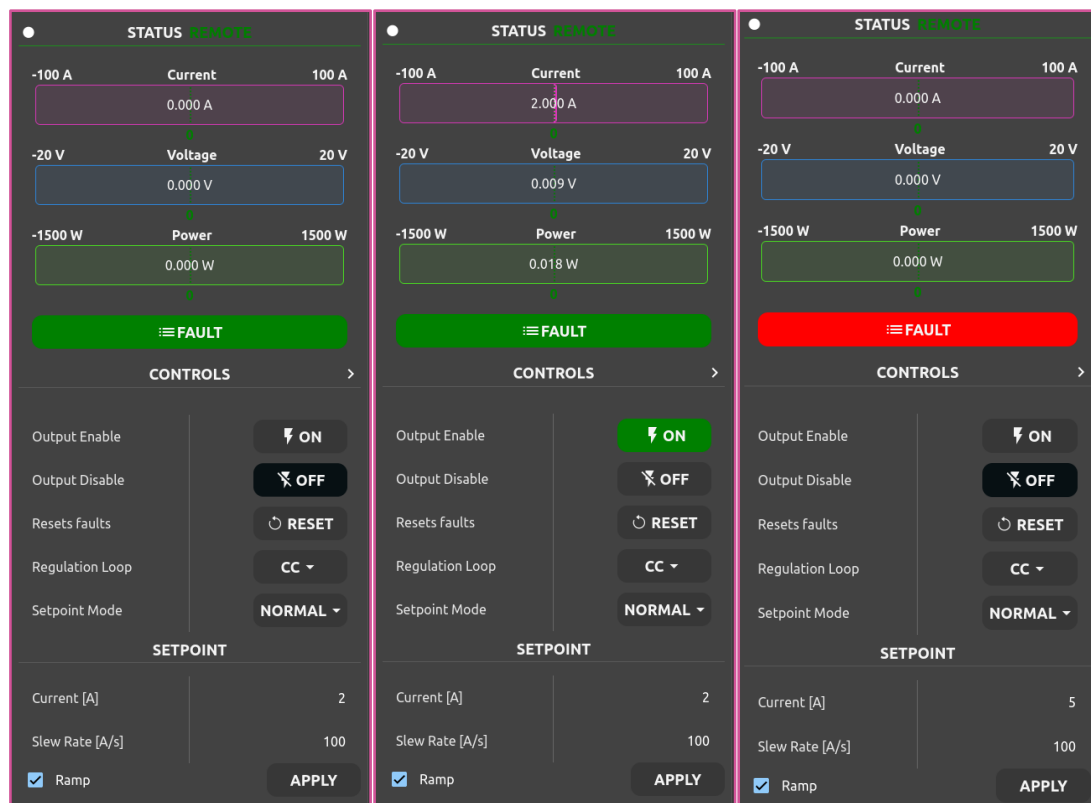 STATUS REMOTE
-100 A Current 100 A
0.000 A
0
-20 V Voltage 20 V
0.000 V
0
-1500 W Power 1500 W
0.000 W
0
FAULT
CONTROLS
Output Enable ON
Output Disable OFF
Resets faults RESET
Regulation Loop CC
Setpoint Mode NORMAL
SETPOINT
Current [A] 2
Slew Rate [A/s] 100
Ramp APPLY
STATUS REMOTE
-100 A Current 100 A
2.000 A
0
-20 V Voltage 20 V
0.009 V
0
-1500 W Power 1500 W
0.018 W
0
FAULT
CONTROLS
Output Enable ON
Output Disable OFF
Resets faults RESET
Regulation Loop CC
Setpoint Mode NORMAL
SETPOINT
Current [A] 2
Slew Rate [A/s] 100
Ramp APPLY
STATUS REMOTE
-100 A Current 100 A
0.000 A
0
-20 V Voltage 20 V
0.000 V
0
-1500 W Power 1500 W
0.000 W
0
FAULT
CONTROLS
Output Enable ON
Output Disable OFF
Resets faults RESET
Regulation Loop CC
Setpoint Mode NORMAL
SETPOINT
Current [A] 5
Slew Rate [A/s] 100
Ramp APPLY